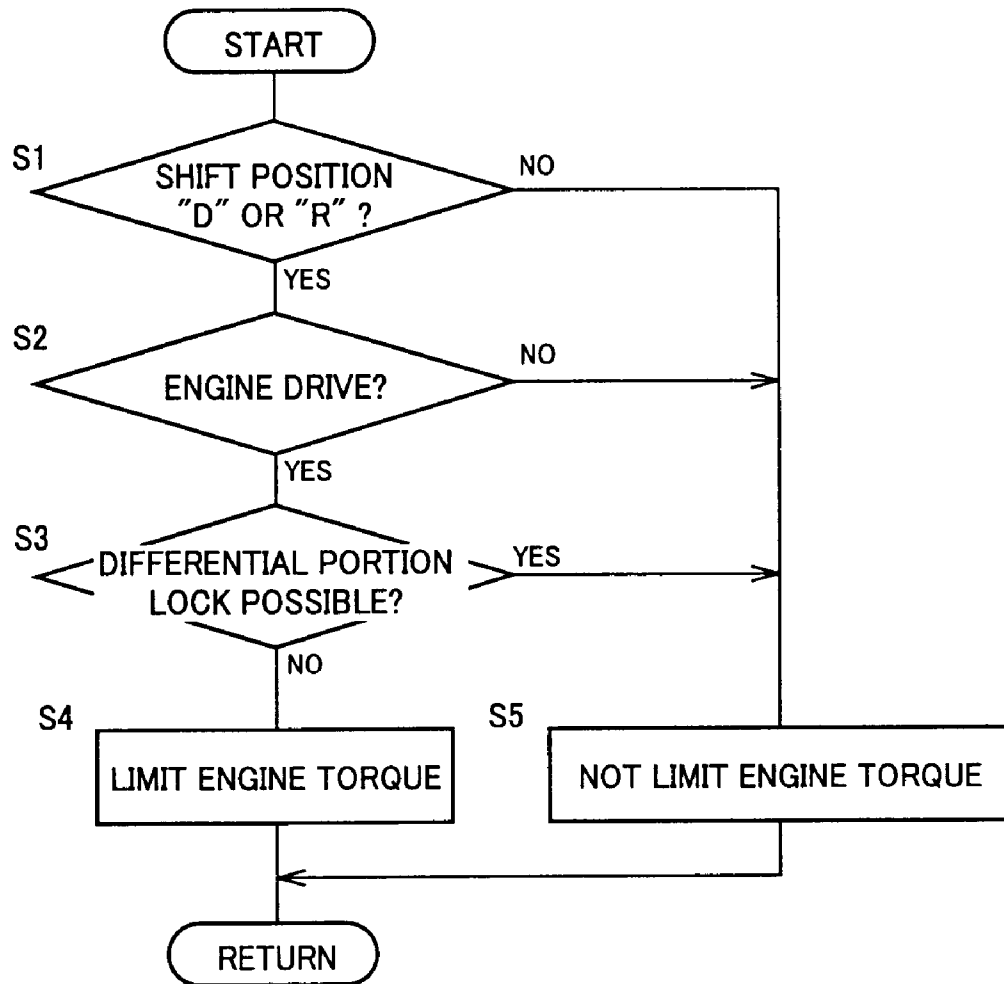 START
S1
SHIFT POSITION
"D" OR "R" ?
NO
YES
S2
ENGINE DRIVE?
NO
YES
S3
DIFFERENTIAL PORTION
LOCK POSSIBLE?
YES
NO
S4
LIMIT ENGINE TORQUE
S5
NOT LIMIT ENGINE TORQUE
RETURN